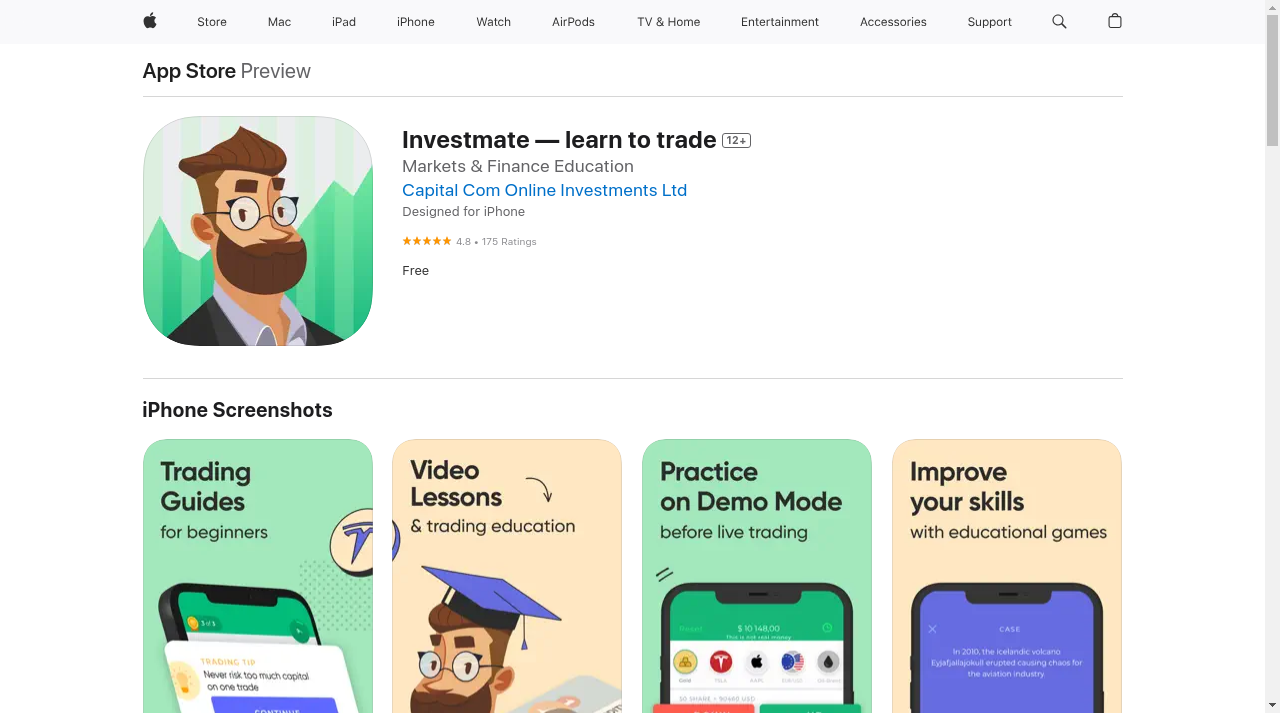 Store Mac iPad iPhone Watch AirPods TV & Home Entertainment Accessories Support
App Store Preview
Investmate — learn to trade 12+
Markets & Finance Education
Capital Com Online Investments Ltd
Designed for iPhone
4.8 • 175 Ratings
Free
iPhone Screenshots
Trading
Guides
for beginners
3 of 5
TRADING TIP
Never risk too much capital
on one trade
CONTINUE
Video
Lessons
& trading education
Practice
on Demo Mode
before live trading
Reset $ 10 148,00
This is not real money
Gold TSLA AAPL EUR/USD Oil Brent
50 SHARE = 90660 USD
Improve
your skills
with educational games
CASE
In 2010, the Icelandic volcano
Eyjafjallajokull erupted causing chaos for
the aviation industry.